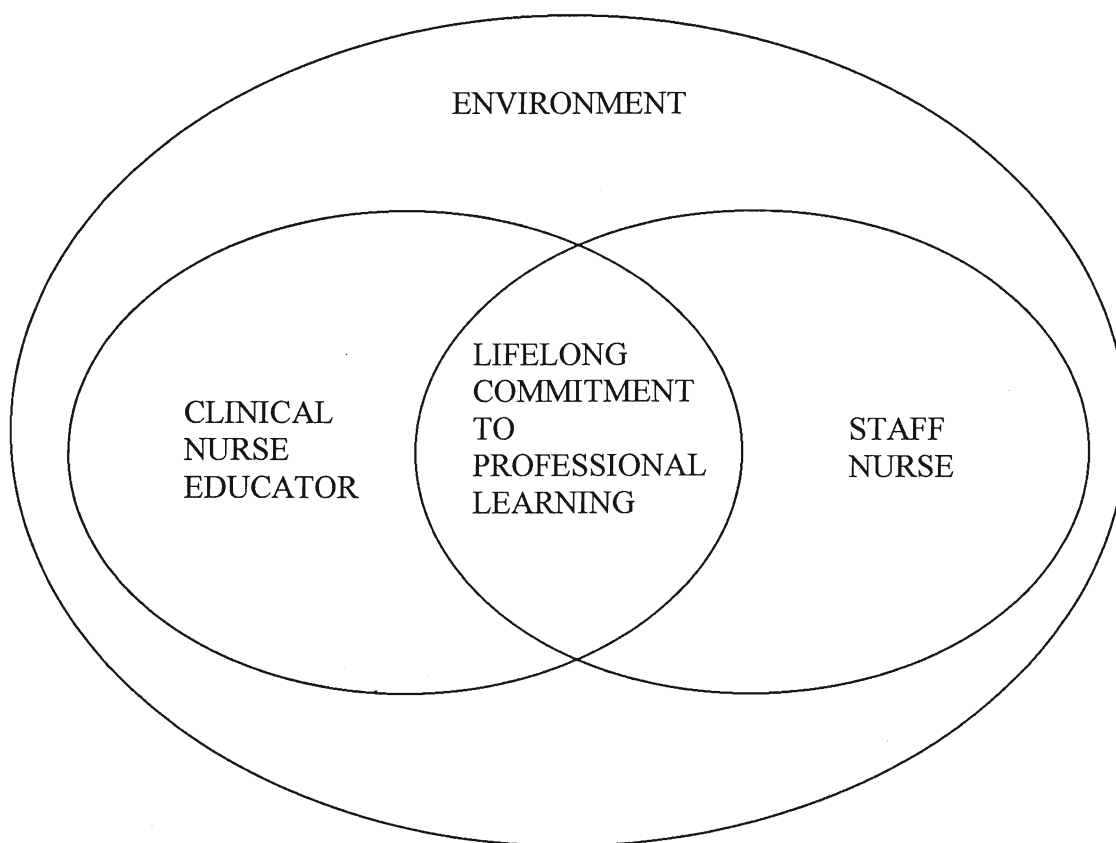 ENVIRONMENT
CLINICAL
NURSE
EDUCATOR
LIFELONG
COMMITMENT
TO
PROFESSIONAL
LEARNING
STAFF
NURSE